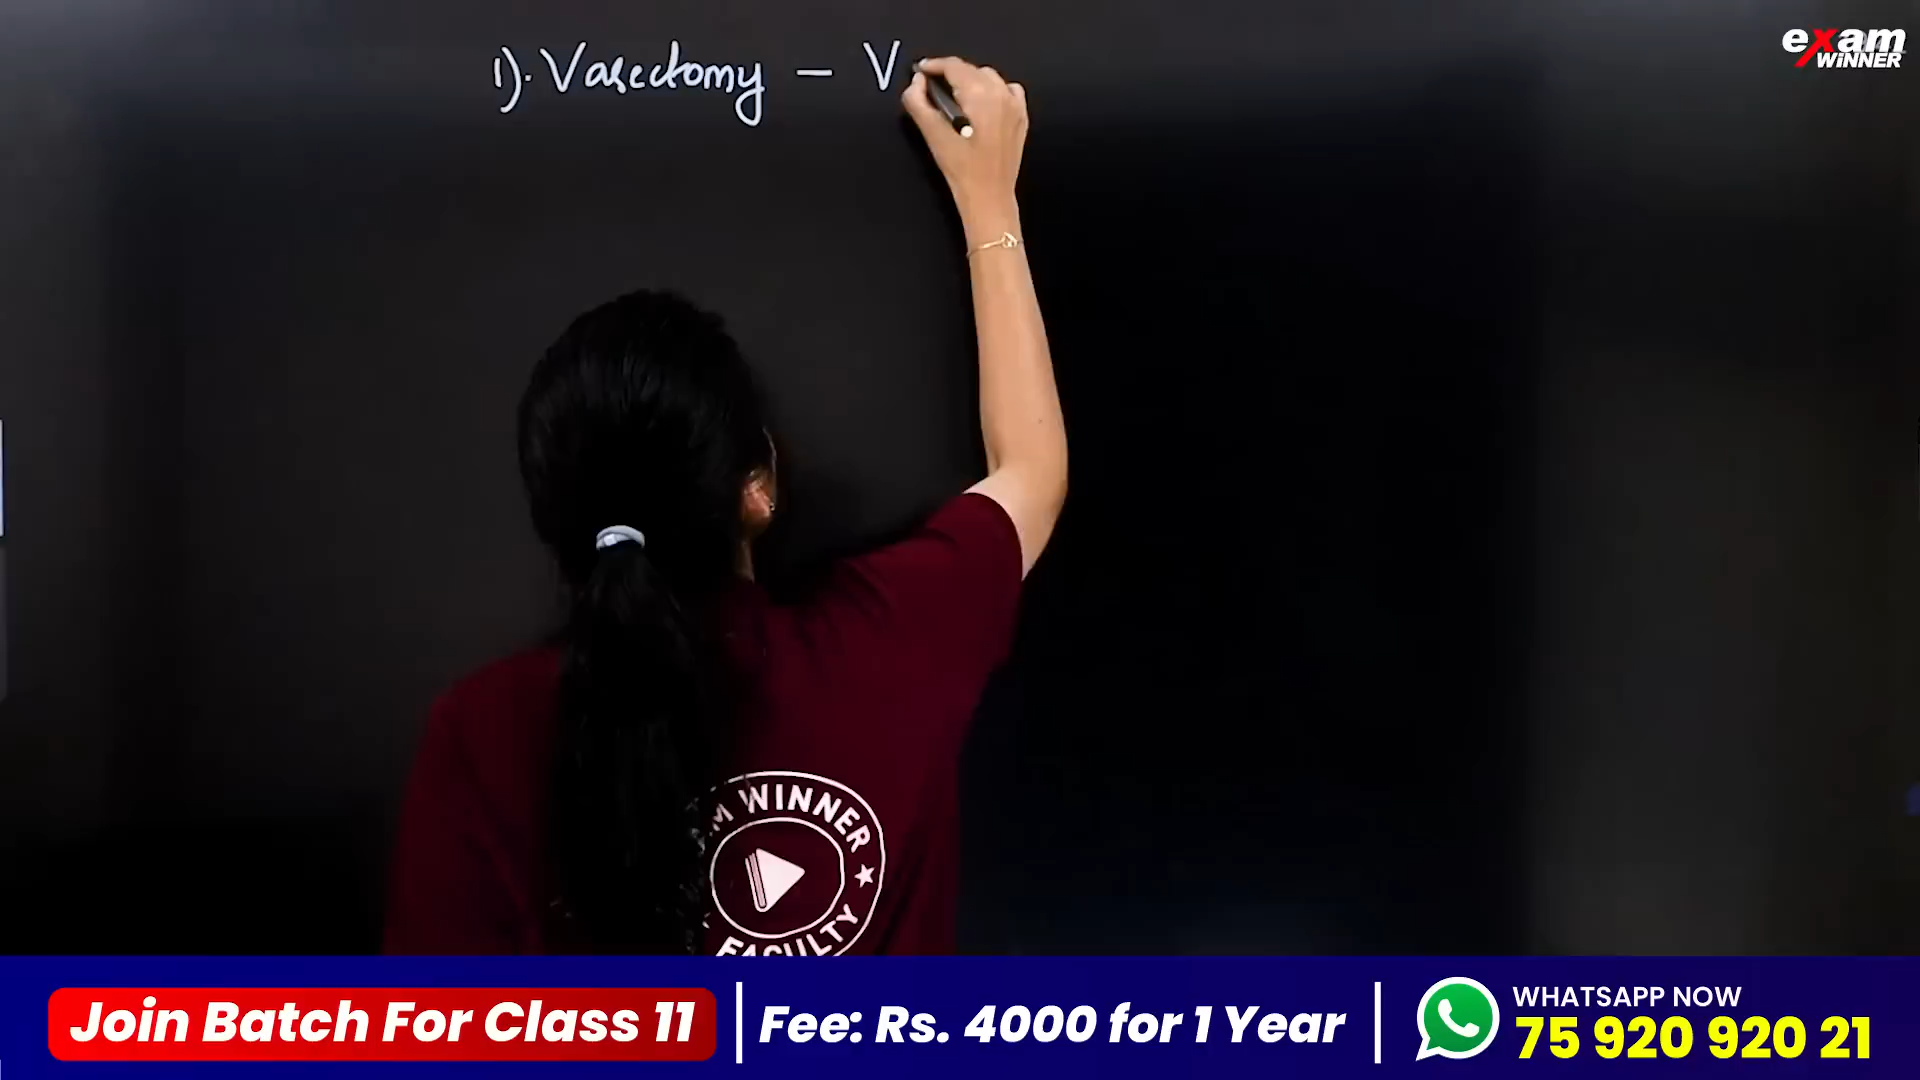 1). Vasectomy – V
exam
WINNER
M WINNER ★
FACULTY
Join Batch For Class 11
Fee: Rs. 4000 for 1 Year
WHATSAPP NOW
75 920 920 21